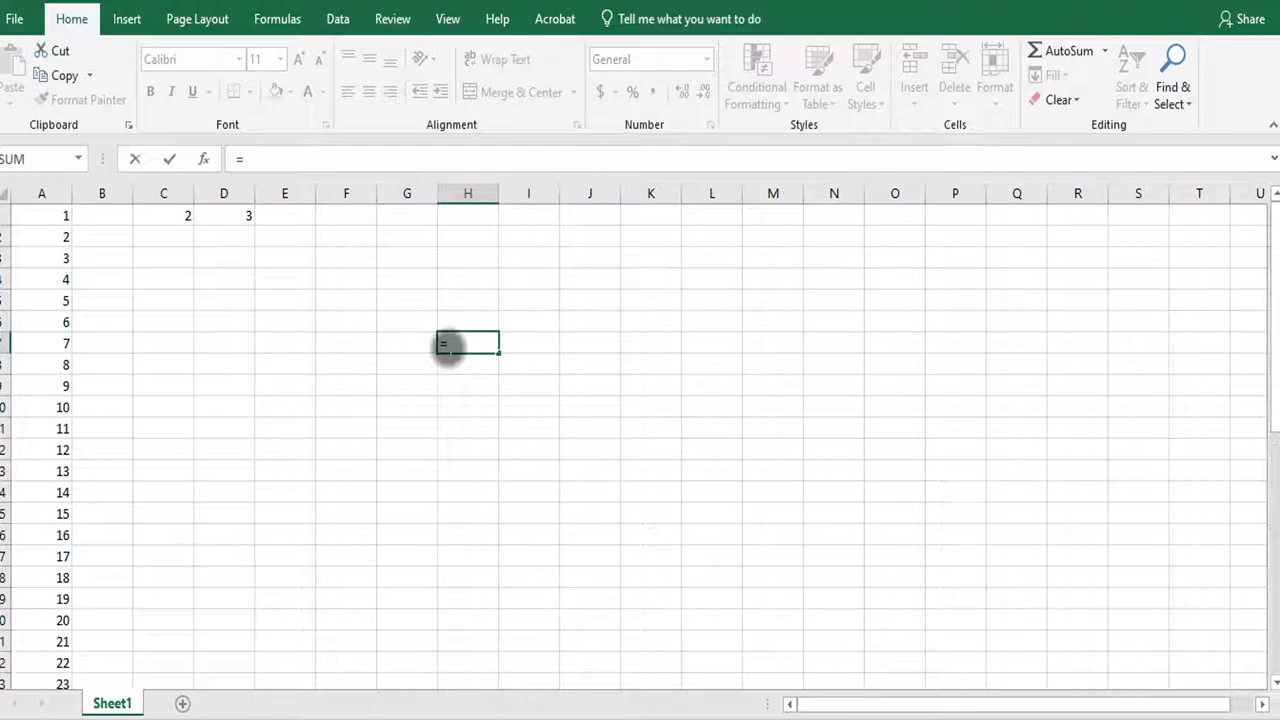 File Home Insert Page Layout Formulas Data Review View Help Acrobat Tell me what you want to do Share
Cut
Copy
Paste
Format Painter
Clipboard
Calibri 11
B I U
Font
Wrap Text
Merge & Center
Alignment
General
$ %
Number
Conditional
Formatting
Table
Cell
Styles
Styles
Insert Delete Format
Cells
AutoSum
Fill
Clear
Sort
Filter
Find &
Select
Editing
SUM fx =
A B C D E F G H I J K L M N O P Q R S T U
1 2 3
2
3
4
5
6
7 =
8
9
10
11
12
13
14
15
16
17
18
19
20
21
22
23
Sheet1